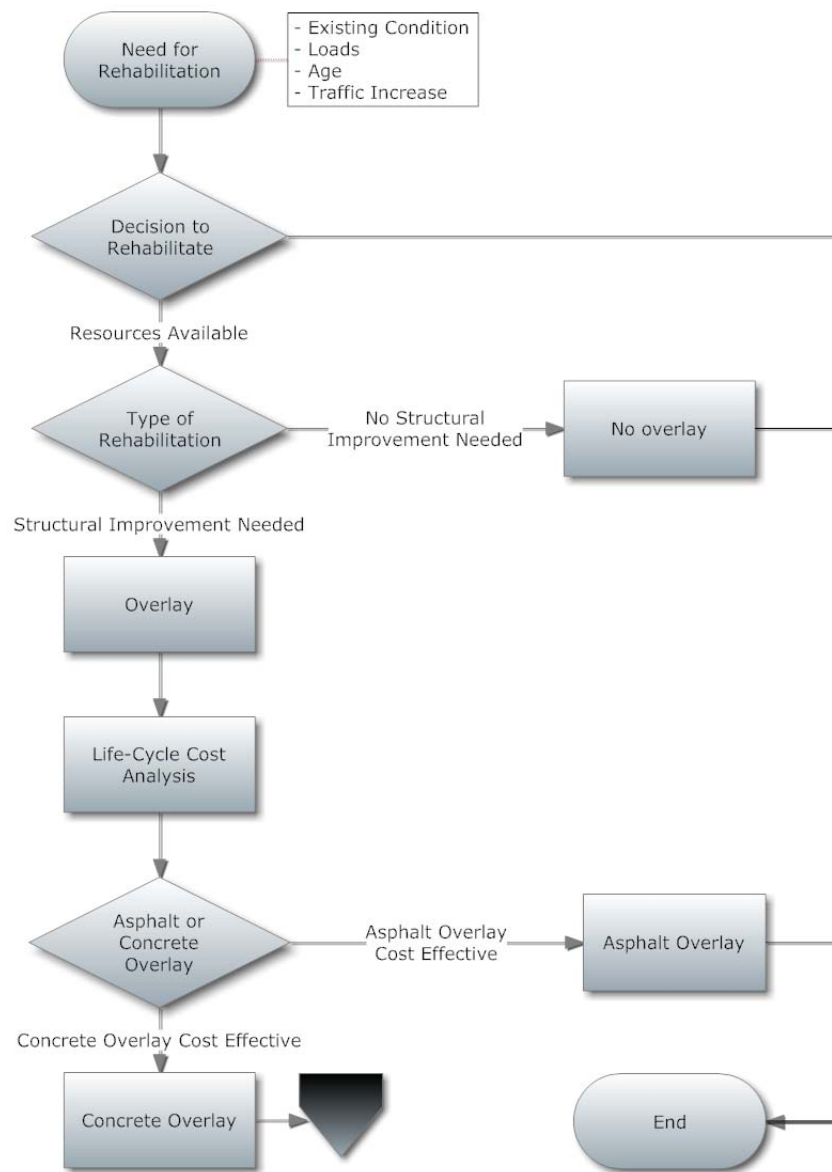 Need for
Rehabilitation
- Existing Condition
- Loads
- Age
- Traffic Increase
Decision to
Rehabilitate
Resources Available
Type of
Rehabilitation
No Structural
Improvement Needed
No overlay
Structural Improvement Needed
Overlay
Life-Cycle Cost
Analysis
Asphalt or
Concrete
Overlay
Asphalt Overlay
Cost Effective
Asphalt Overlay
Concrete Overlay Cost Effective
Concrete Overlay
End